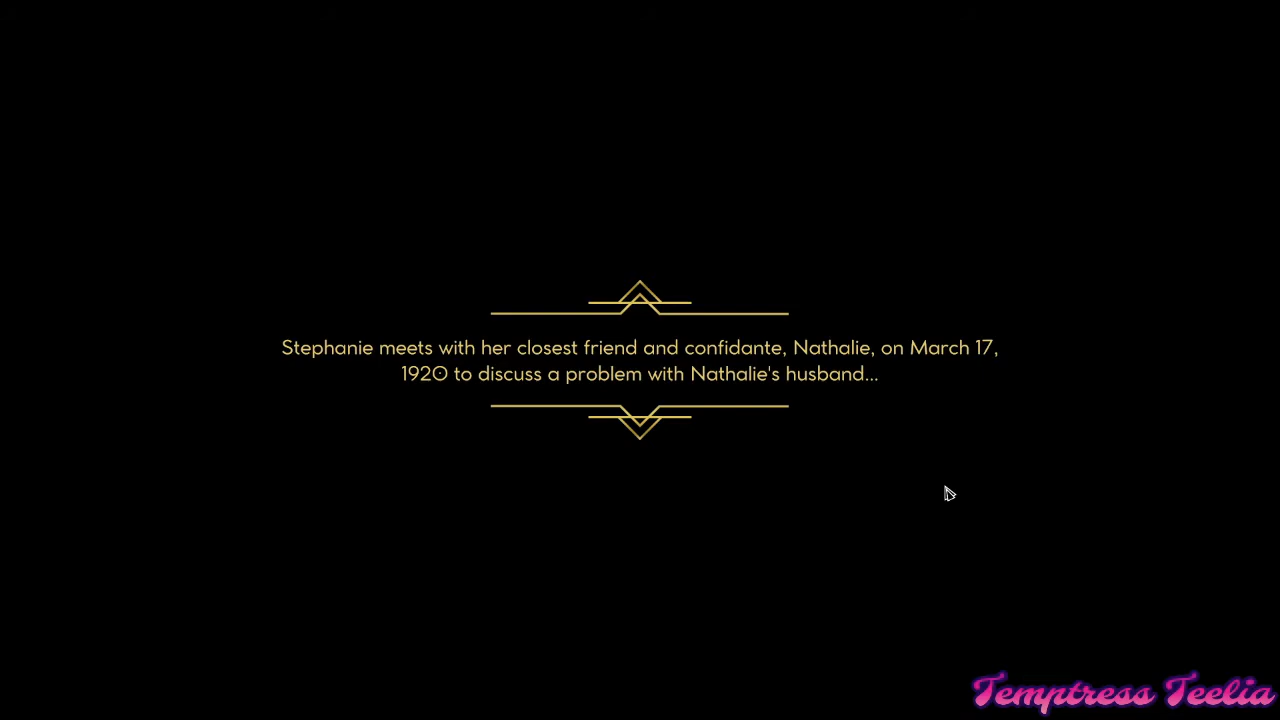 Stephanie meets with her closest friend and confidante, Nathalie, on March 17,
1920 to discuss a problem with Nathalie's husband...
Temptress Teelia